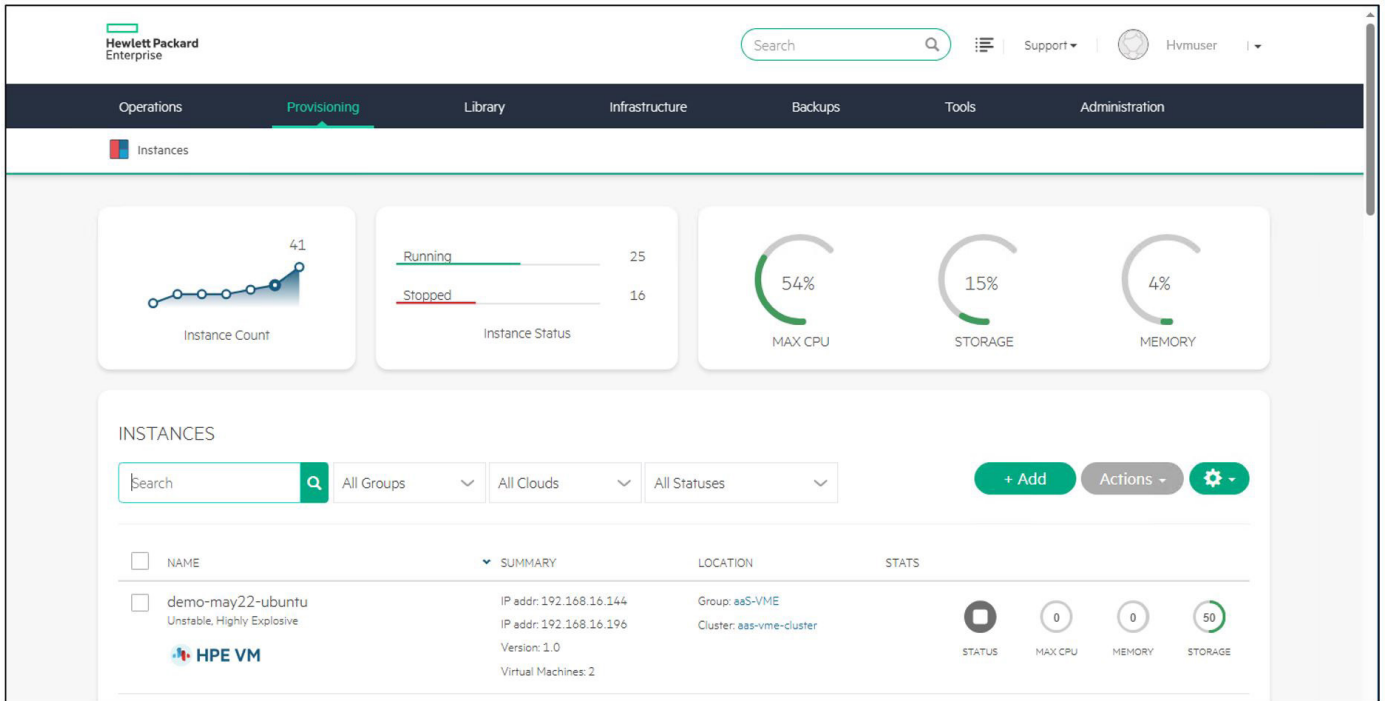 Hewlett Packard
Enterprise
Search
Support
Hvmuser
Operations Provisioning Library Infrastructure Backups Tools Administration
Instances
41
Instance Count
Running 25
Stopped 16
Instance Status
54%
MAX CPU
15%
STORAGE
4%
MEMORY
INSTANCES
Search
All Groups
All Clouds
All Statuses
+ Add
Actions
NAME SUMMARY LOCATION STATS
demo-may22-ubuntu
Unstable, Highly Explosive
HPE VM
IP addr: 192.168.16.144
IP addr: 192.168.16.196
Version: 1.0
Virtual Machines: 2
Group: aaS-VME
Cluster: aas-vme-cluster
STATUS
0
MAX CPU
0
MEMORY
50
STORAGE